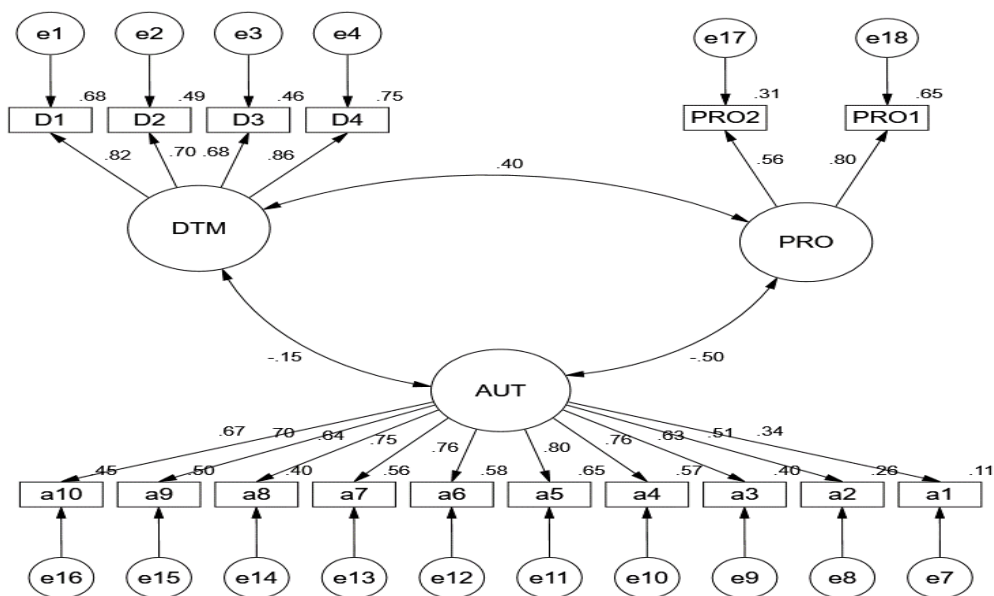 e1 e2 e3 e4 e17 e18
.68 .49 .46 .75 .31 .65
D1 D2 D3 D4 PRO2 PRO1
.82 .70 .68 .86 .56 .80
.40
DTM PRO
-.15 -.50
AUT
.67 .70 .64 .75 .76 .80 .76 .63 .51 .34
.45 .50 .40 .56 .58 .65 .57 .40 .26 .11
a10 a9 a8 a7 a6 a5 a4 a3 a2 a1
e16 e15 e14 e13 e12 e11 e10 e9 e8 e7